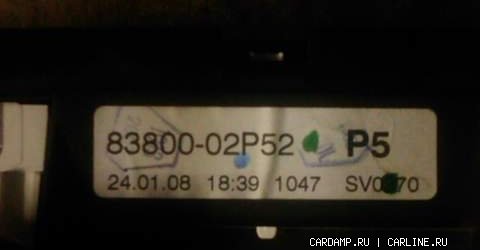 83800-02P52 P5
24.01.08 18:39 1047
CARDAMP.RU | CARLINE.RU